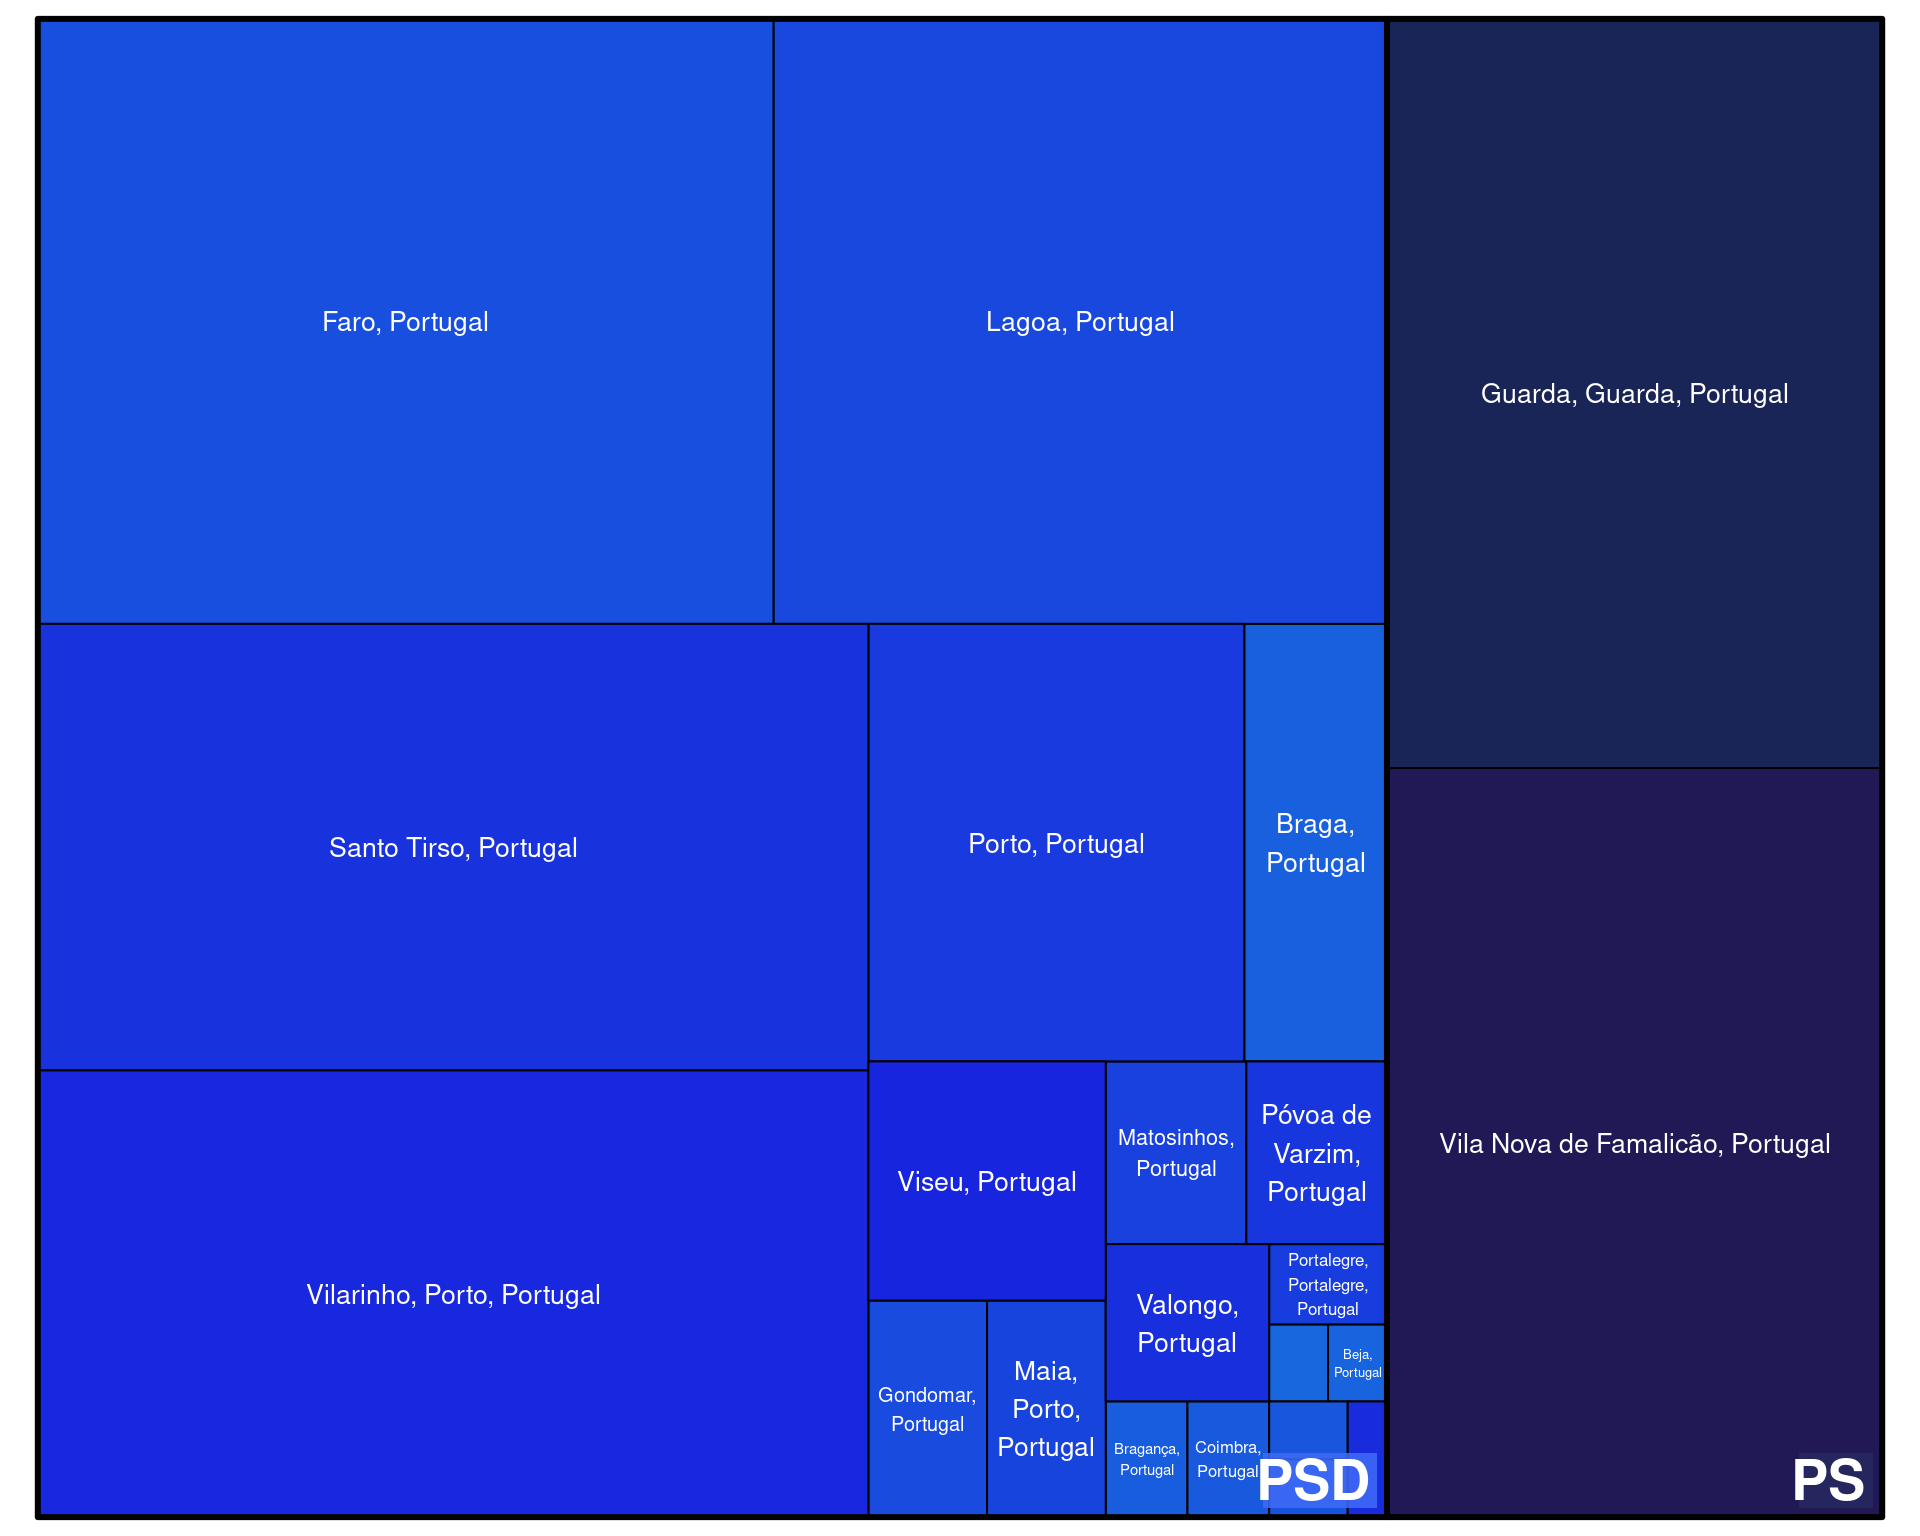 Faro, Portugal
Lagoa, Portugal
Guarda, Guarda, Portugal
Santo Tirso, Portugal
Porto, Portugal
Braga,
Portugal
Vilarinho, Porto, Portugal
Viseu, Portugal
Matosinhos,
Portugal
Póvoa de
Varzim,
Portugal
Vila Nova de Famalicão, Portugal
Gondomar,
Portugal
Maia,
Porto,
Portugal
Valongo,
Portugal
Portalegre,
Portalegre,
Portugal
Beja,
Portugal
Bragança,
Portugal
Coimbra,
Portugal
PSD
PS